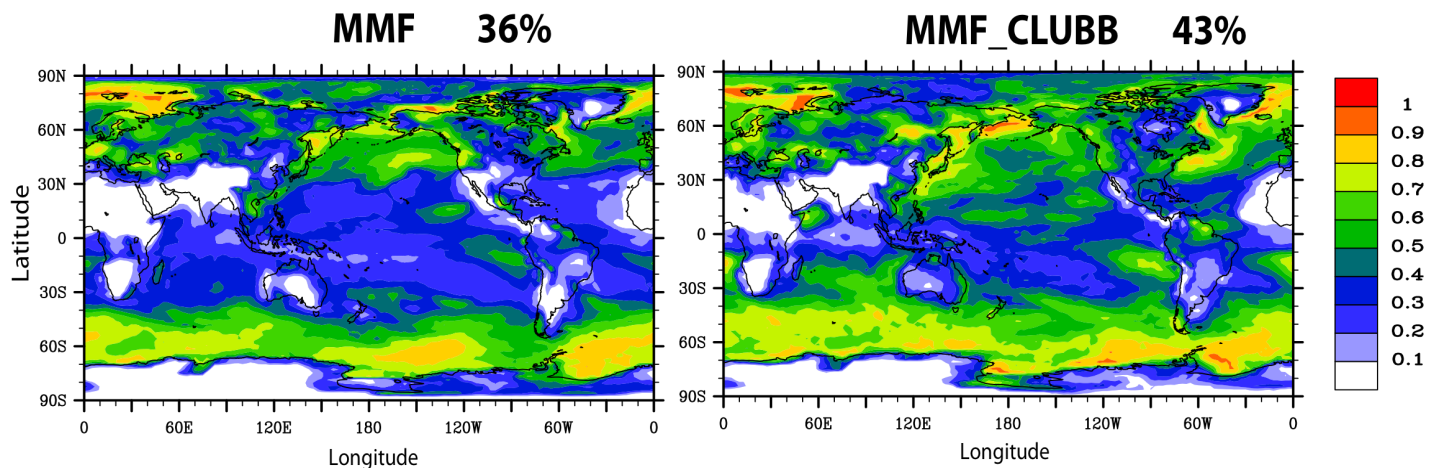 MMF 36%
MMF_CLUBB 43%
Latitude
90N
60N
30N
0
30S
60S
90S
0 60E 120E 180 120W 60W 0
Longitude
90N
60N
30N
0
30S
60S
90S
0 60E 120E 180 120W 60W 0
Longitude
1
0.9
0.8
0.7
0.6
0.5
0.4
0.3
0.2
0.1